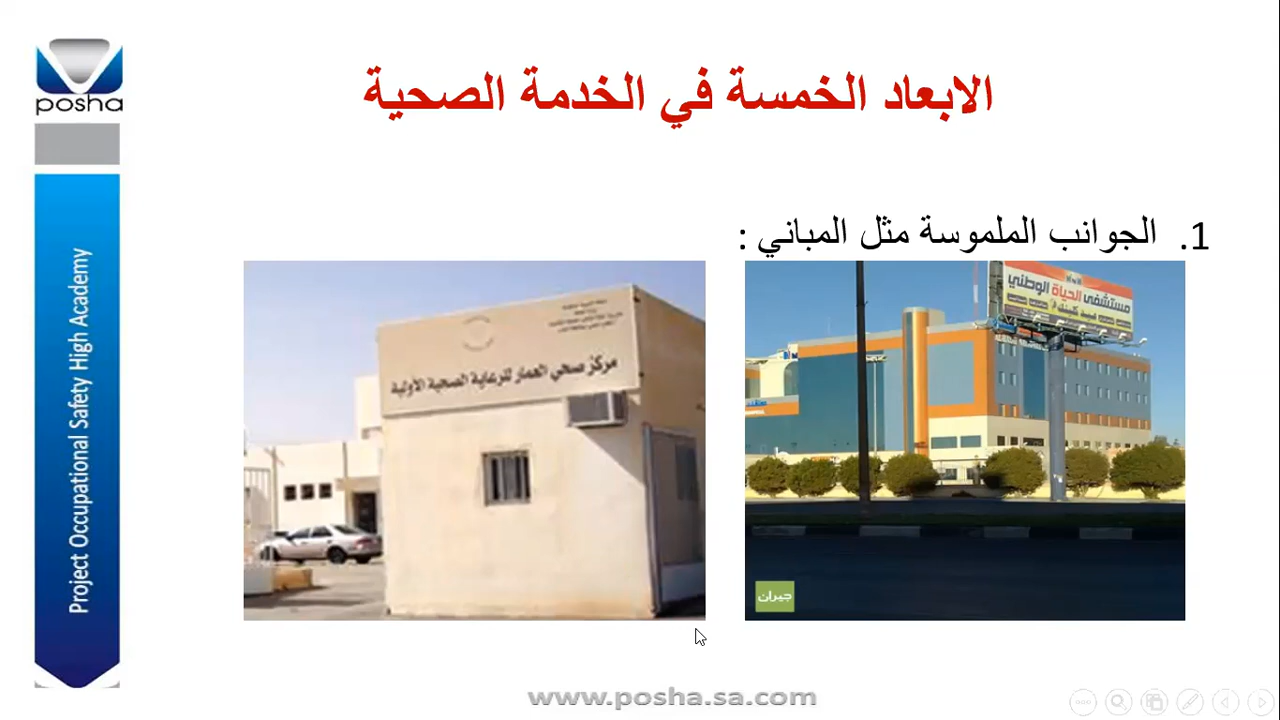 posha
Project Occupational Safety High Academy
الابعاد الخمسة في الخدمة الصحية
1. الجوانب الملموسة مثل المباني :
مركز صحي العمار للرعاية الصحية الأولية
مستشفى الحياة الوطني
جيران
www.posha.sa.com